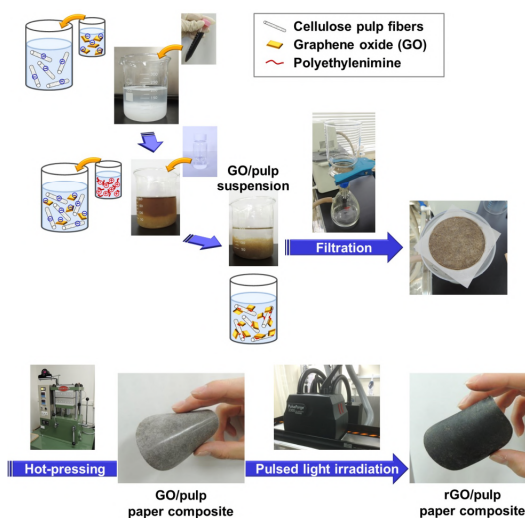 Cellulose pulp fibers
Graphene oxide (GO)
Polyethylenimine
GO/pulp
suspension
Filtration
Hot-pressing
Pulsed light irradiation
GO/pulp
paper composite
rGO/pulp
paper composite